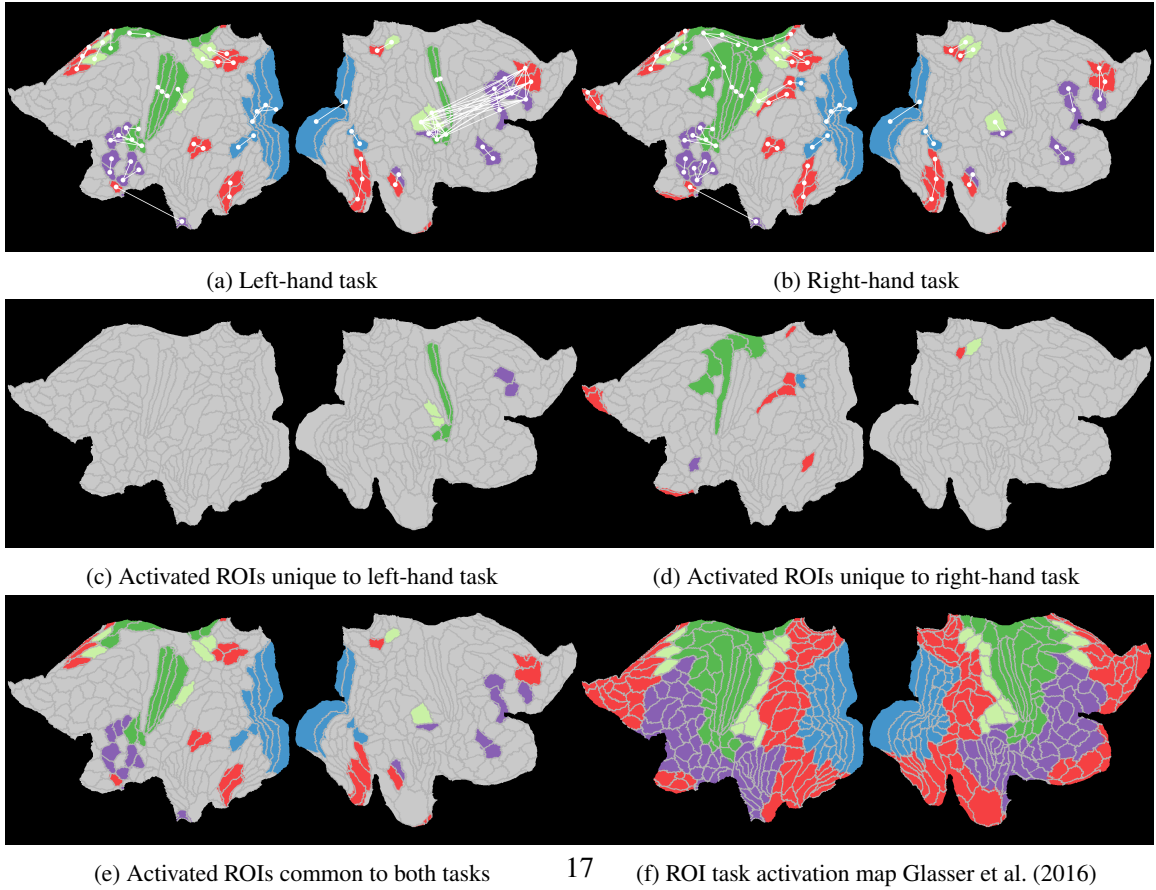 (a) Left-hand task
(b) Right-hand task
(c) Activated ROIs unique to left-hand task
(d) Activated ROIs unique to right-hand task
(e) Activated ROIs common to both tasks
17
(f) ROI task activation map Glasser et al. (2016)